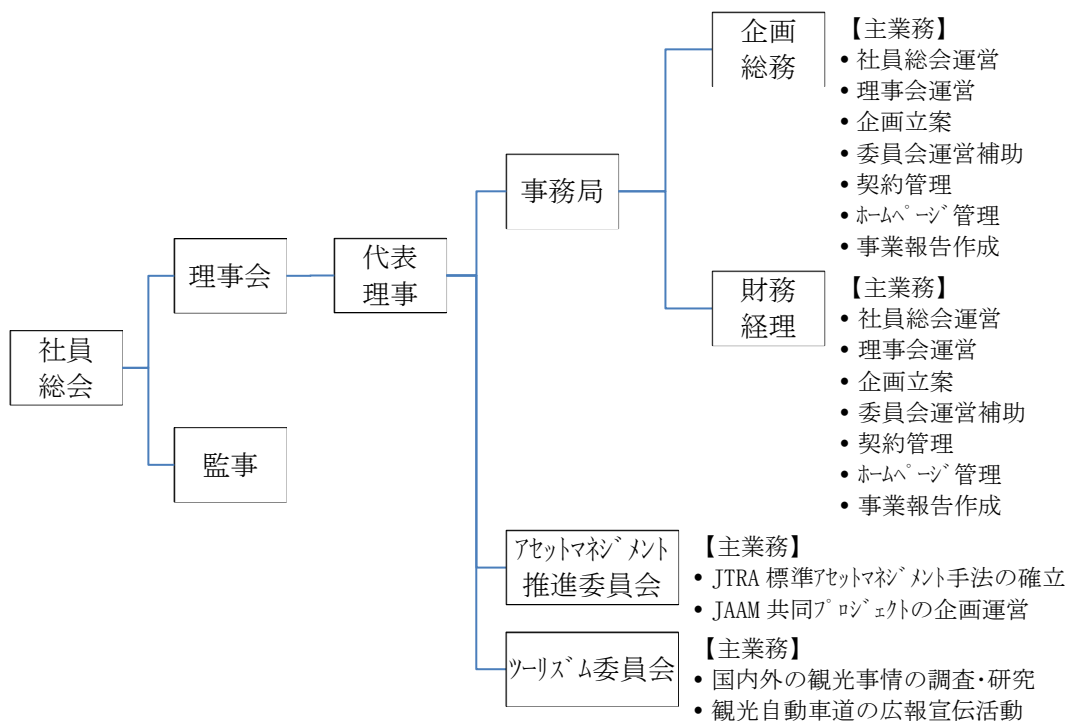 企画
総務
【主業務】
• 社員総会運営
• 理事会運営
• 企画立案
• 委員会運営補助
• 契約管理
• ﾎｰﾑﾍﾟｰｼﾞ管理
• 事業報告作成
事務局
理事会
代表
理事
財務
経理
【主業務】
• 社員総会運営
• 理事会運営
• 企画立案
• 委員会運営補助
• 契約管理
• ﾎｰﾑﾍﾟｰｼﾞ管理
• 事業報告作成
社員
総会
監事
ｱｾｯﾄﾏﾈｼﾞﾒﾝﾄ
推進委員会
【主業務】
• JTRA 標準ｱｾｯﾄﾏﾈｼﾞﾒﾝﾄ手法の確立
• JAAM 共同ﾌﾟﾛｼﾞｪｸﾄの企画運営
ﾂｰﾘｽﾞﾑ委員会
【主業務】
• 国内外の観光事情の調査･研究
• 観光自動車道の広報宣伝活動